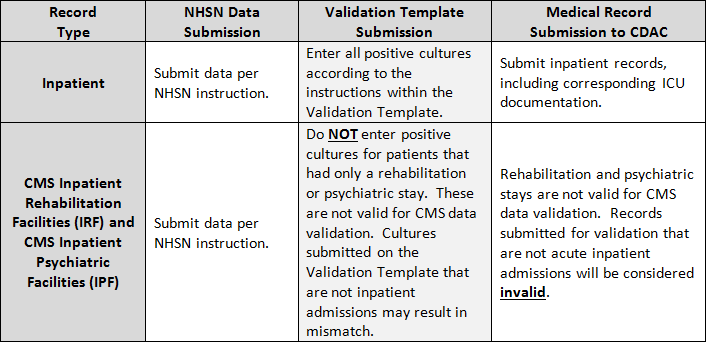 Record
Type
NHSN Data
Submission
Validation Template
Submission
Medical Record
Submission to CDAC
Inpatient
Submit data per
NHSN instruction.
Enter all positive cultures
according to the
instructions within the
Validation Template.
Submit inpatient records,
including corresponding ICU
documentation.
CMS Inpatient
Rehabilitation
Facilities (IRF) and
CMS Inpatient
Psychiatric
Facilities (IPF)
Submit data per
NHSN instruction.
Do NOT enter positive
cultures for patients that
had only a rehabilitation
or psychiatric stay.  These
are not valid for CMS data
validation.  Cultures
submitted on the
Validation Template that
are not inpatient
admissions may result in
mismatch.
Rehabilitation and psychiatric
stays are not valid for CMS
data validation.  Records
submitted for validation that
are not acute inpatient
admissions will be considered
invalid.